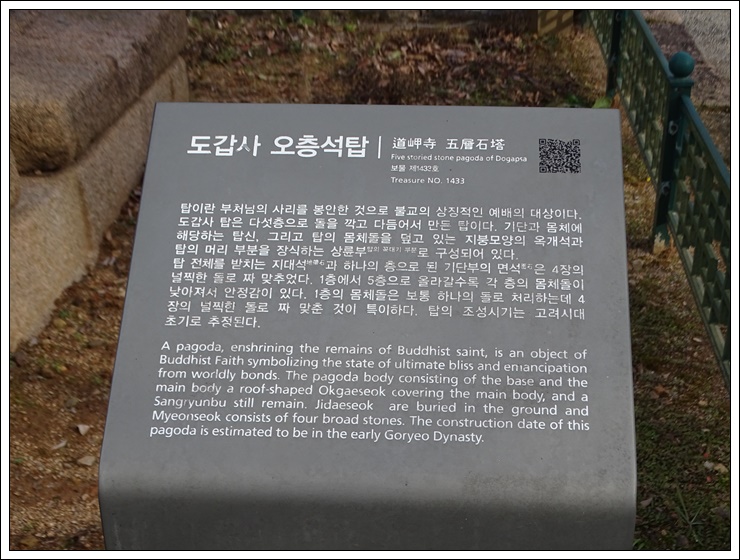 도갑사 오층석탑
道岬寺 五層石塔
Five storied stone pagoda of Dogapsa
보물 제1433호
Treasure NO. 1433
탑이란 부처님의 사리를 봉안한 것으로 불교의 상징적인 예배의 대상이다.
도갑사 탑은 다섯층으로 돌을 깎고 다듬어서 만든 탑이다. 기단과 몸체에
해당하는 탑신, 그리고 탑의 몸체돌을 덮고 있는 지붕모양의 옥개석과
탑의 머리 부분을 장식하는 상륜부로 구성되어 있다.
탑 전체를 받치는 지대석과 하나의 층으로 된 기단부의 면석은 4장의
널찍한 돌로 짜 맞추었다. 1층에서 5층으로 올라갈수록 각 층의 몸체돌이
낮아져서 안정감이 있다. 1층의 몸체돌은 보통 하나의 돌로 처리하는데 4
장의 널찍한 돌로 짜 맞춘 것이 특이하다. 탑의 조성시기는 고려시대
초기로 추정된다.
A pagoda, enshrining the remains of Buddhist saint, is an object of
Buddhist Faith symbolizing the state of ultimate bliss and emancipation
from worldly bonds. The pagoda body consisting of the base and the
main body a roof-shaped Okgaeseok covering the main body, and a
Sangryunbu still remain. Jidaeseok are buried in the ground and
Myeonseok consists of four broad stones. The construction date of this
pagoda is estimated to be in the early Goryeo Dynasty.